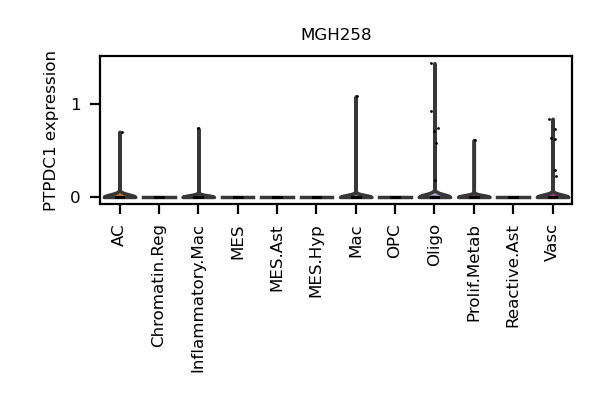 MGH258
PTPDC1 expression
1
0
AC
Chromatin.Reg
Inflammatory.Mac
MES
MES.Ast
MES.Hyp
Mac
OPC
Oligo
Prolif.Metab
Reactive.Ast
Vasc